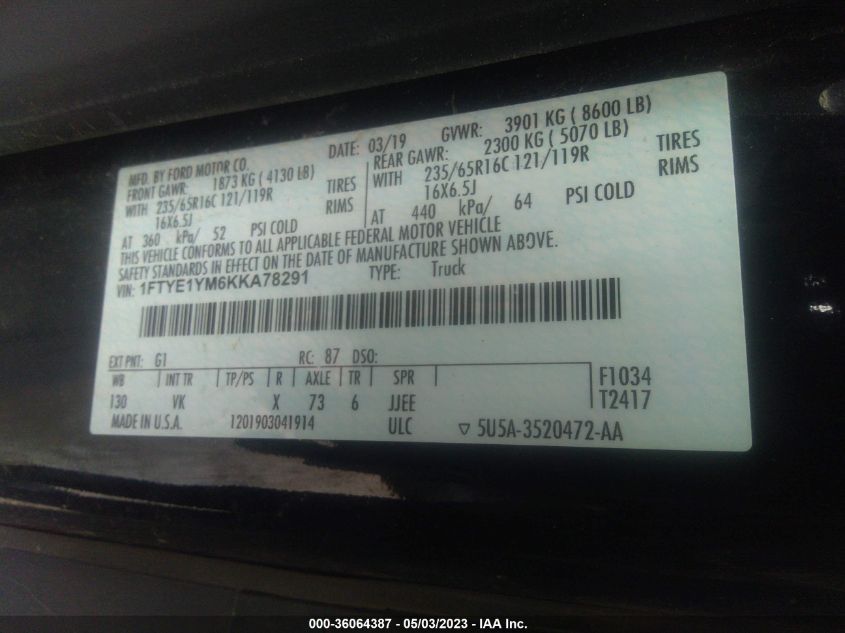 MFD. BY FORD MOTOR CO. DATE: 03/19 GVWR: 3901 KG ( 8600 LB)
FRONT GAWR: 1873 KG ( 4130 LB) REAR GAWR: 2300 KG ( 5070 LB)
WITH 235/65R16C 121/119R TIRES WITH 235/65R16C 121/119R TIRES
16X6.5J RIMS 16X6.5J RIMS
AT 360 kPa/ 52 PSI COLD AT 440 kPa/ 64 PSI COLD
THIS VEHICLE CONFORMS TO ALL APPLICABLE FEDERAL MOTOR VEHICLE
SAFETY STANDARDS IN EFFECT ON THE DATE OF MANUFACTURE SHOWN ABOVE.
VIN: 1FTYE1YM6KKA78291 TYPE: Truck
EXT PNT: G1 RC: 87 DSO:
WB INT TR TP/PS R AXLE TR SPR F1034
130 VK X 73 6 JJEE T2417
MADE IN U.S.A. 1201903041914 ULC ▽ 5U5A-3520472-AA
000-36064387 - 05/03/2023 - IAA Inc.